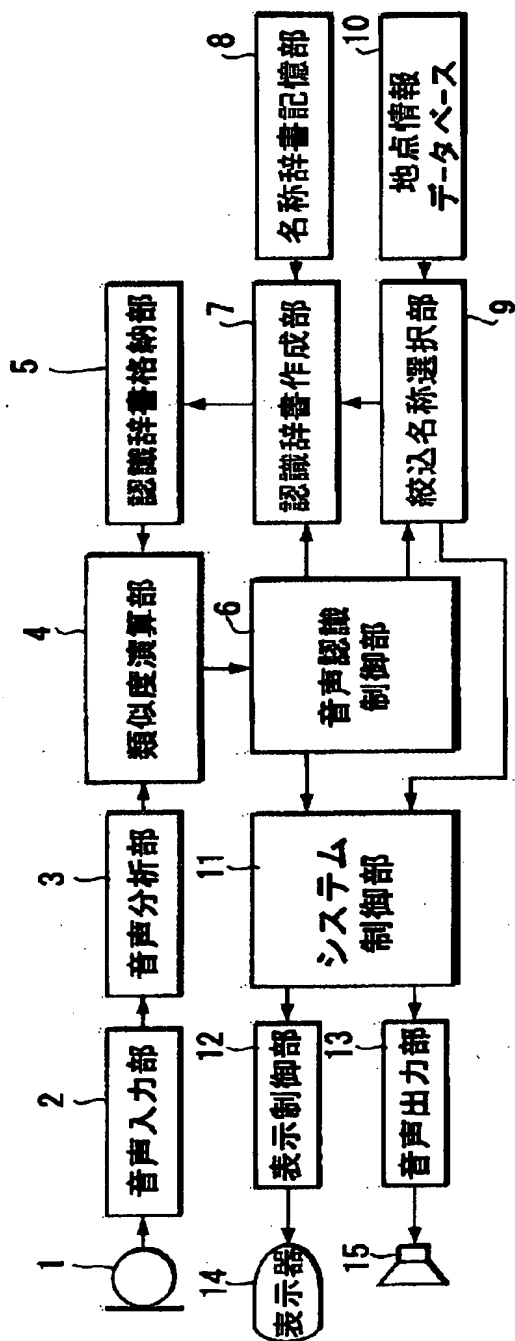 1
2
音声入力部
3
音声分析部
4
類似度演算部
5
認識辞書格納部
6
音声認識
制御部
7
認識辞書作成部
8
名称辞書記憶部
9
絞込名称選択部
10
地点情報
データベース
11
システム
制御部
12
表示制御部
13
音声出力部
14
表示器
15